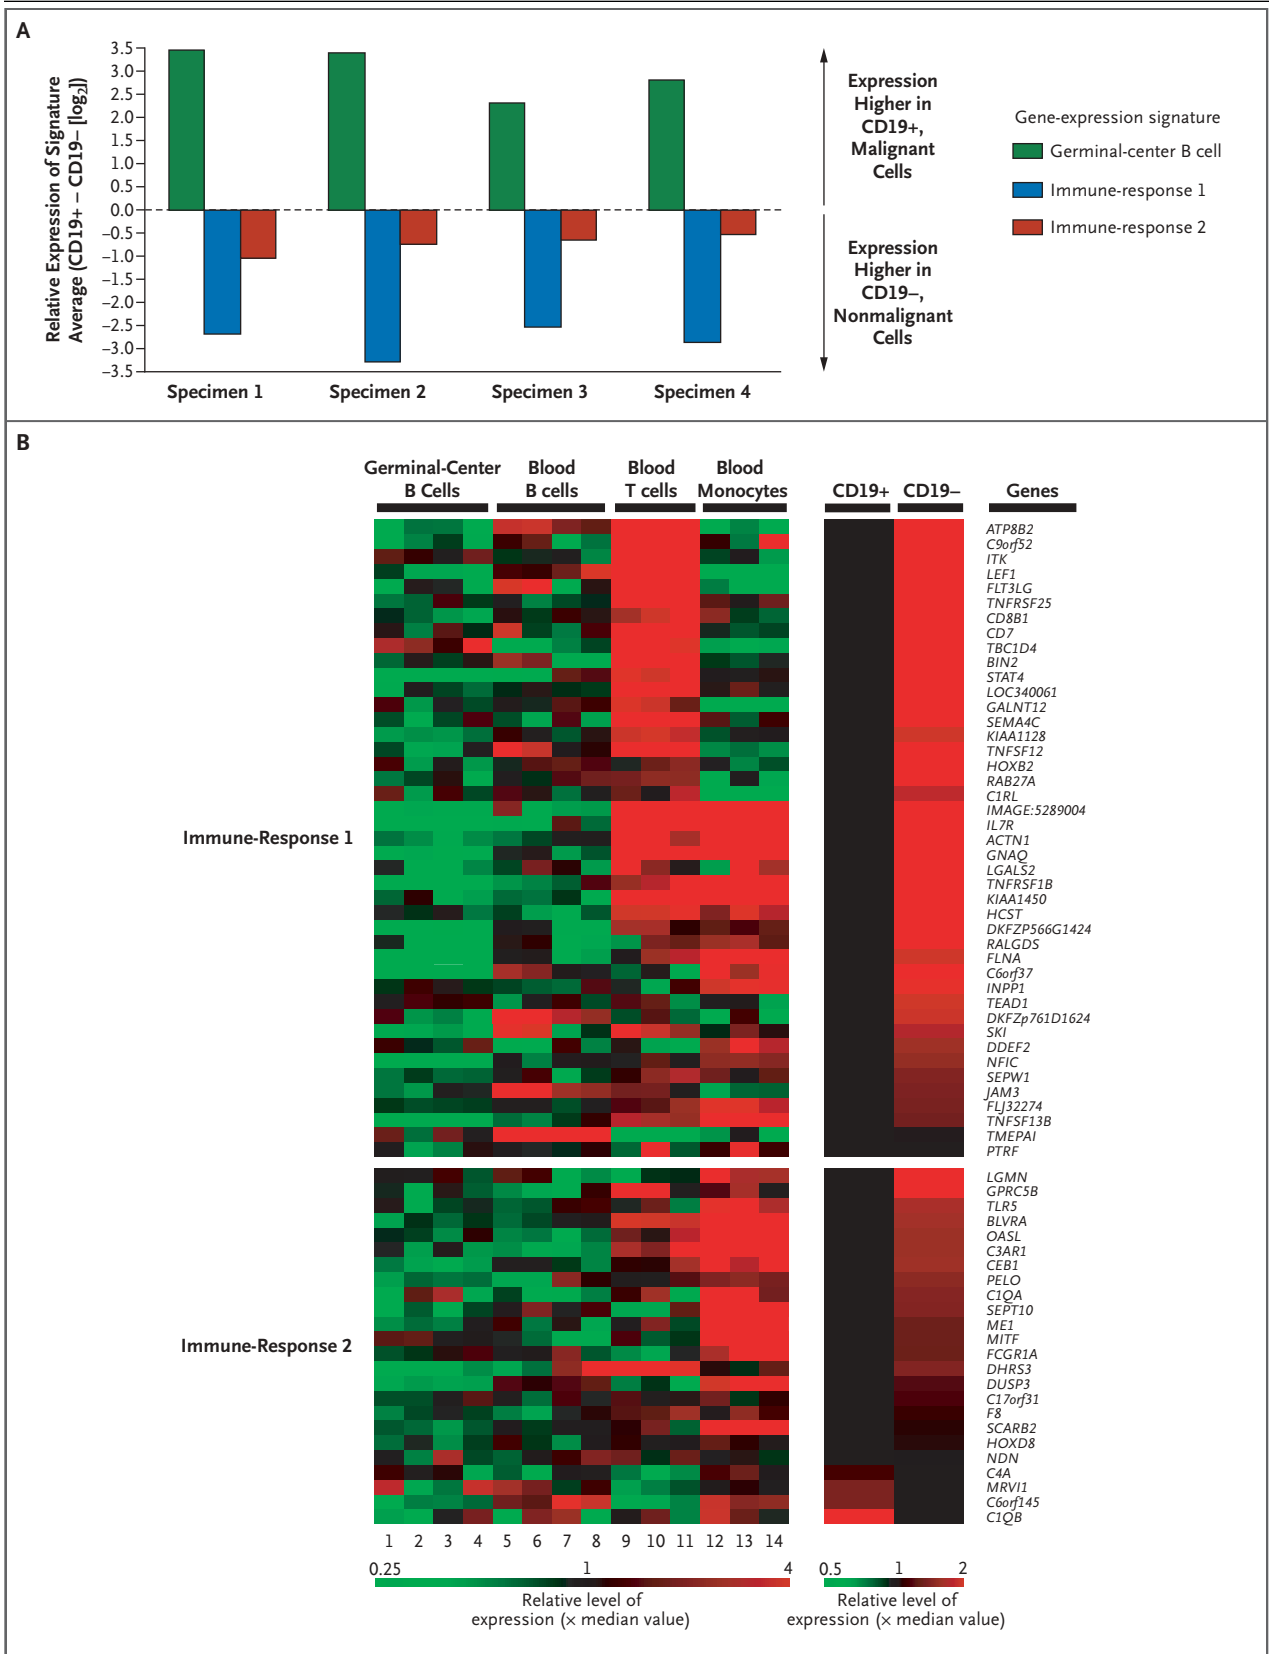 A
Relative Expression of Signature
Average (CD19+ – CD19– [log2])
3.5
3.0
2.5
2.0
1.5
1.0
0.5
0.0
–0.5
–1.0
–1.5
–2.0
–2.5
–3.0
–3.5
Specimen 1
Specimen 2
Specimen 3
Specimen 4
Expression
Higher in
CD19+,
Malignant
Cells
Expression
Higher in
CD19–,
Nonmalignant
Cells
Gene-expression signature
Germinal-center B cell
Immune-response 1
Immune-response 2
B
Germinal-Center
B Cells
Blood
B cells
Blood
T cells
Blood
Monocytes
CD19+
CD19–
Genes
Immune-Response 1
ATP8B2
C9orf52
ITK
LEF1
FLT3LG
TNFRSF25
CD8B1
CD7
TBC1D4
BIN2
STAT4
LOC340061
GALNT12
SEMA4C
KIAA1128
TNFSF12
HOXB2
RAB27A
C1RL
IMAGE:5289004
IL7R
ACTN1
GNAQ
LGALS2
TNFRSF1B
KIAA1450
HCST
DKFZP566G1424
RALGDS
FLNA
C6orf37
INPP1
TEAD1
DKFZp761D1624
SKI
DDEF2
NFIC
SEPW1
JAM3
FLJ32274
TNFSF13B
TMEPAI
PTRF
Immune-Response 2
LGMN
GPRC5B
TLR5
BLVRA
OASL
C3AR1
CEB1
PELO
C1QA
SEPT10
ME1
MITF
FCGR1A
DHRS3
DUSP3
C17orf31
F8
SCARB2
HOXD8
NDN
C4A
MRVI1
C6orf145
C1QB
1 2 3 4 5 6 7 8 9 10 11 12 13 14
0.25 1 4
Relative level of
expression (× median value)
0.5 1 2
Relative level of
expression (× median value)